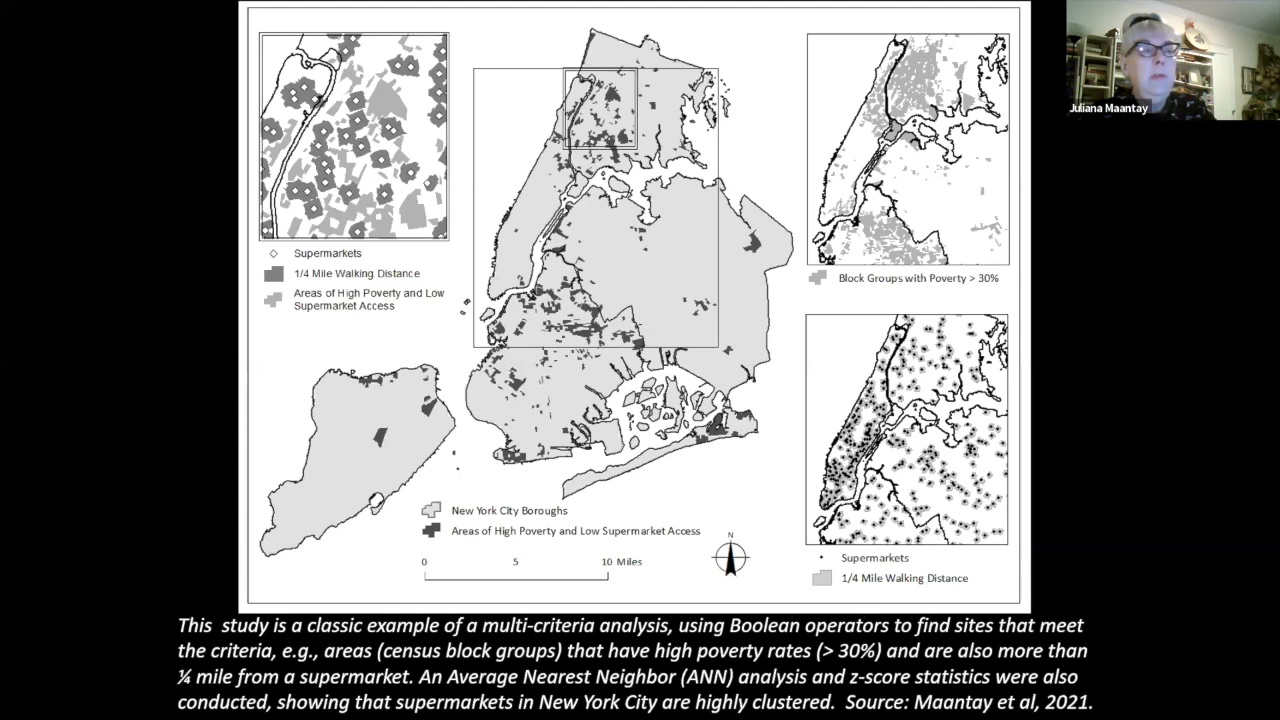 Juliana Maantay
Supermarkets
1/4 Mile Walking Distance
Areas of High Poverty and Low
Supermarket Access
Block Groups with Poverty > 30%
New York City Boroughs
Areas of High Poverty and Low Supermarket Access
0 5 10 Miles
N
Supermarkets
1/4 Mile Walking Distance
This study is a classic example of a multi-criteria analysis, using Boolean operators to find sites that meet
the criteria, e.g., areas (census block groups) that have high poverty rates (> 30%) and are also more than
¼ mile from a supermarket. An Average Nearest Neighbor (ANN) analysis and z-score statistics were also
conducted, showing that supermarkets in New York City are highly clustered. Source: Maantay et al, 2021.